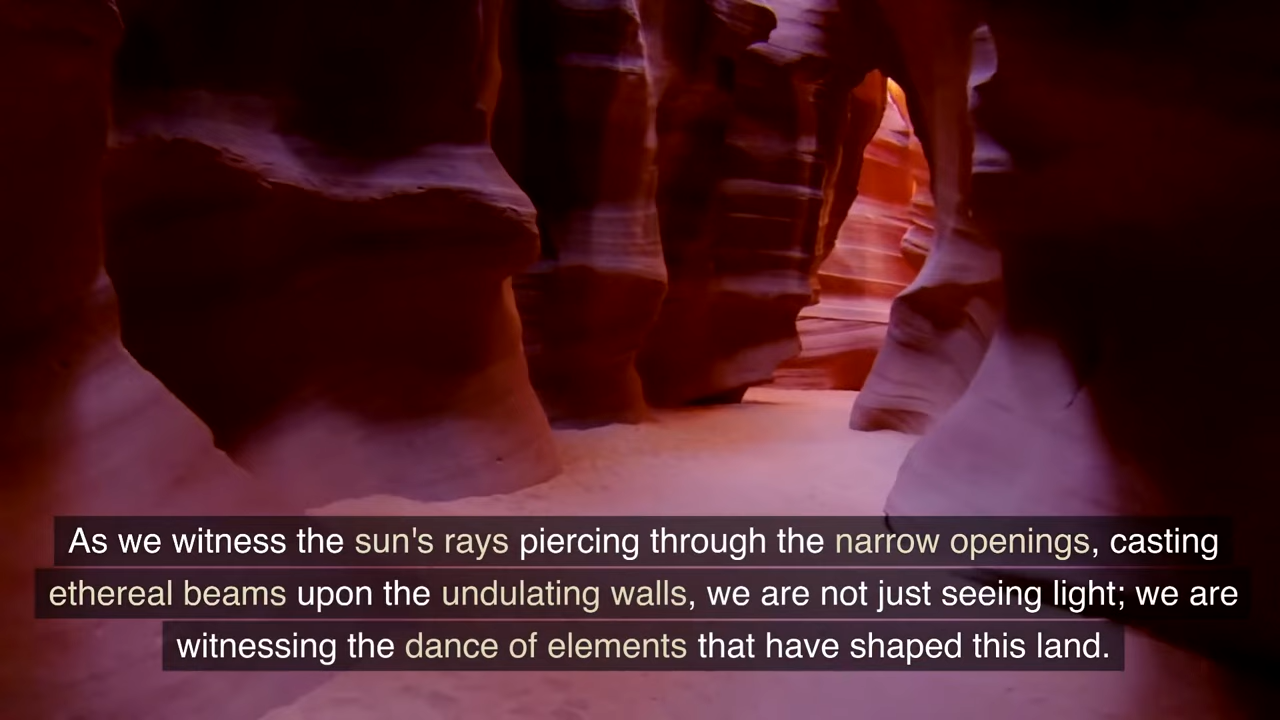 As we witness the sun's rays piercing through the narrow openings, casting
ethereal beams upon the undulating walls, we are not just seeing light; we are
witnessing the dance of elements that have shaped this land.